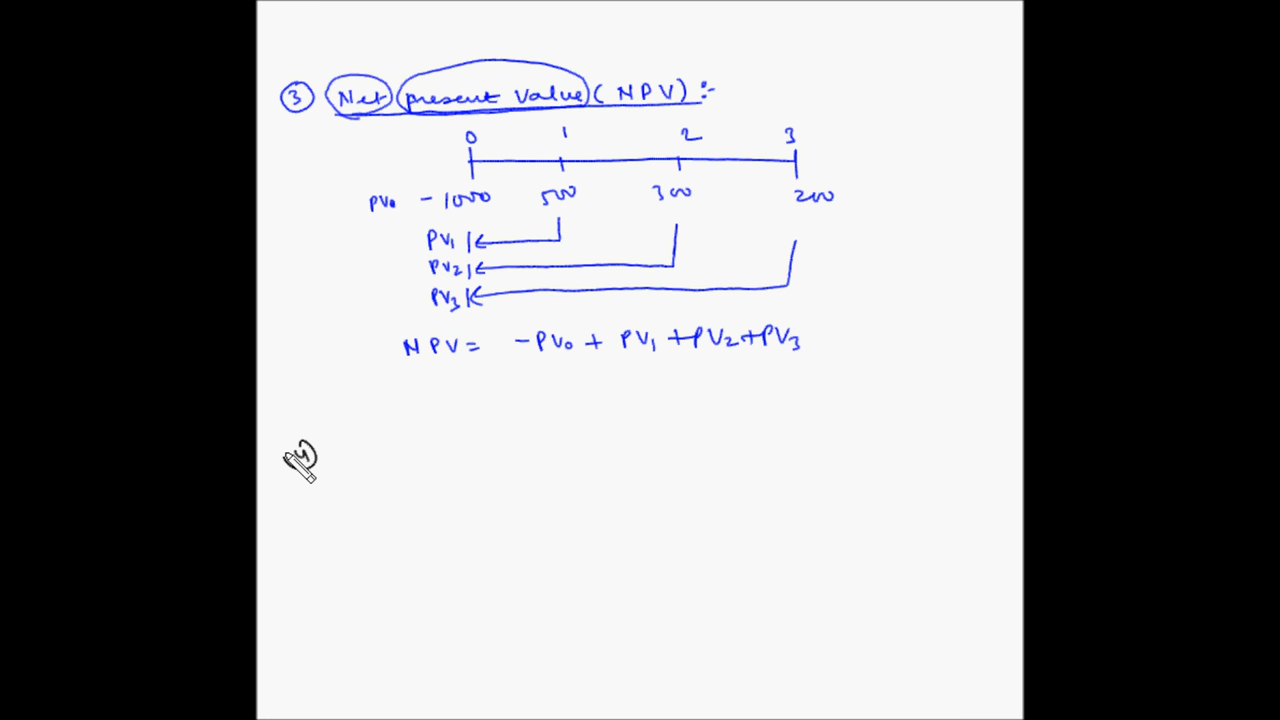 ③ Net present value (NPV) :-
0 1 2 3
PV₀ -1000 500 300 200
PV₁
PV₂
PV₃
NPV = -PV₀ + PV₁ + PV₂ + PV₃
4)